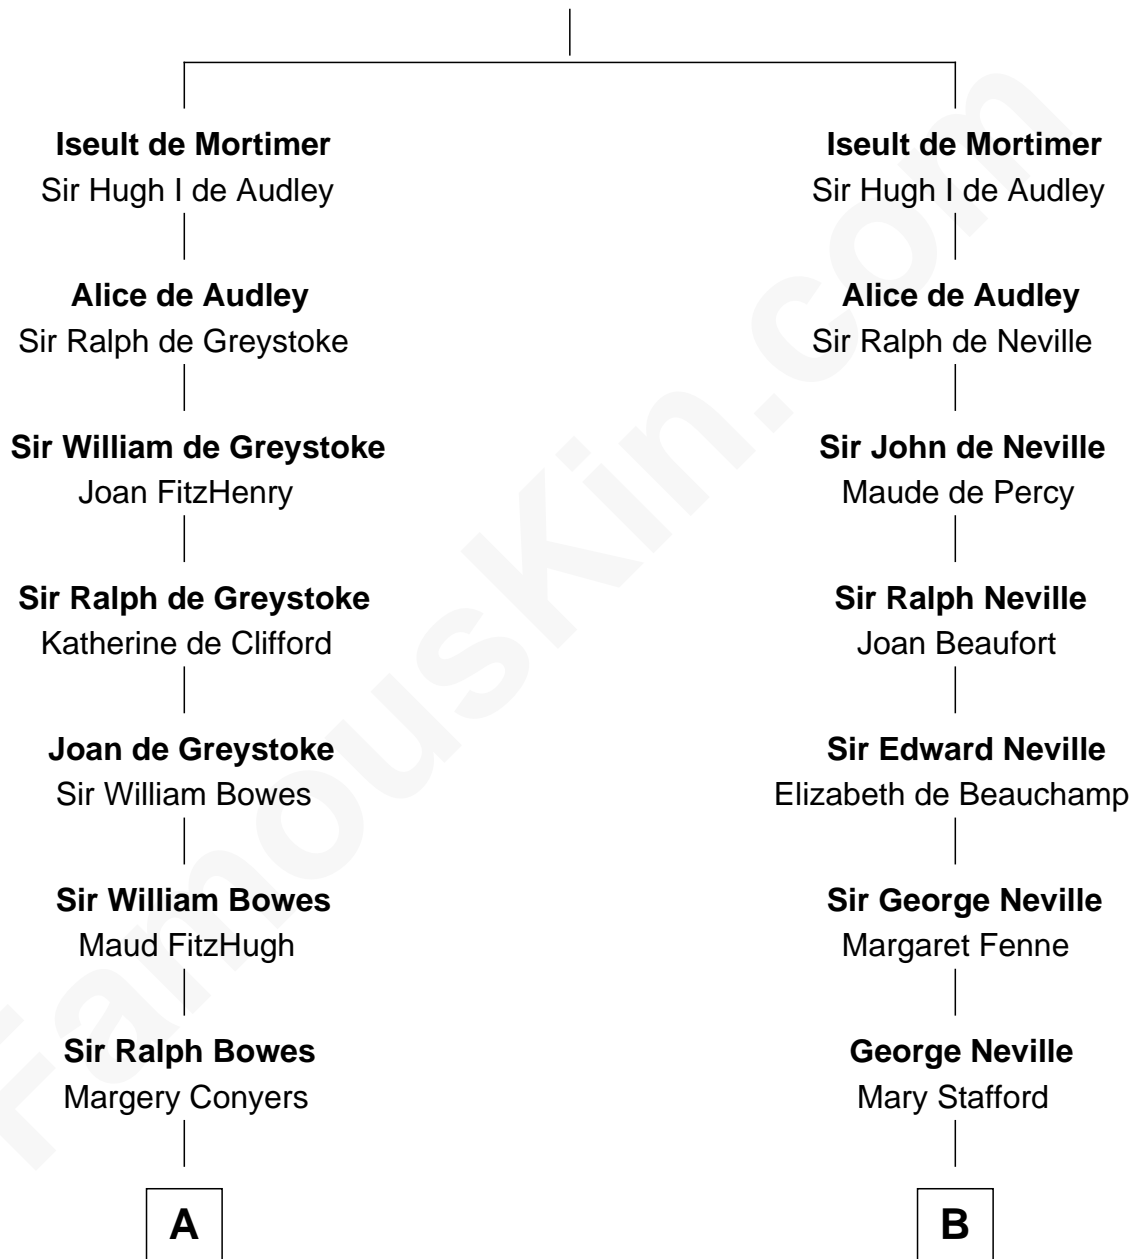 Iseult de Mortimer
Sir Hugh I de Audley
Alice de Audley
Sir Ralph de Greystoke
Sir William de Greystoke
Joan FitzHenry
Sir Ralph de Greystoke
Katherine de Clifford
Joan de Greystoke
Sir William Bowes
Sir William Bowes
Maud FitzHugh
Sir Ralph Bowes
Margery Conyers
A
Iseult de Mortimer
Sir Hugh I de Audley
Alice de Audley
Sir Ralph de Neville
Sir John de Neville
Maude de Percy
Sir Ralph Neville
Joan Beaufort
Sir Edward Neville
Elizabeth de Beauchamp
Sir George Neville
Margaret Fenne
George Neville
Mary Stafford
B
FamousKin.com